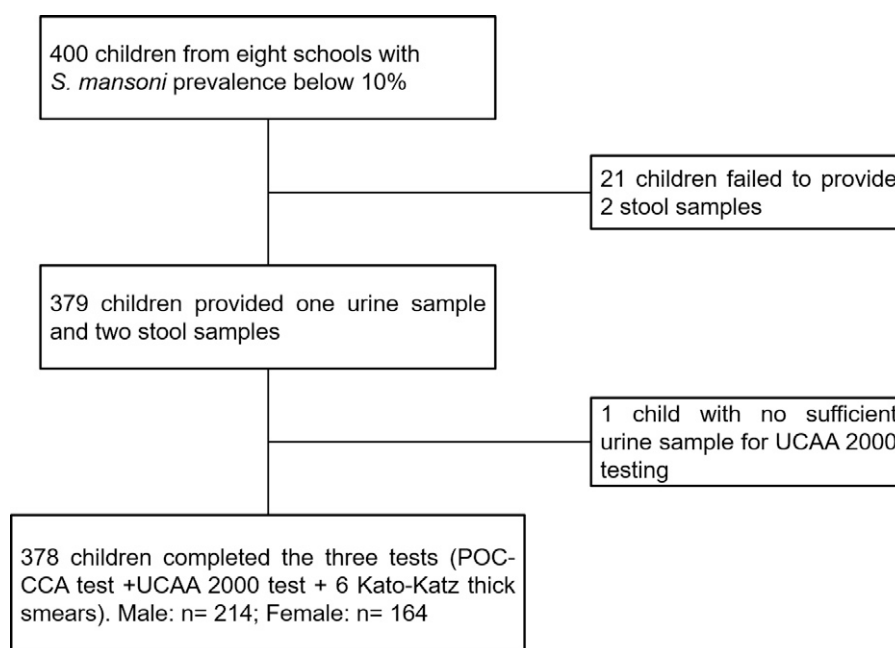 400 children from eight schools with
S. mansoni prevalence below 10%
21 children failed to provide
2 stool samples
379 children provided one urine sample
and two stool samples
1 child with no sufficient
urine sample for UCAA 2000
testing
378 children completed the three tests (POC-
CCA test +UCAA 2000 test + 6 Kato-Katz thick
smears). Male: n= 214; Female: n= 164